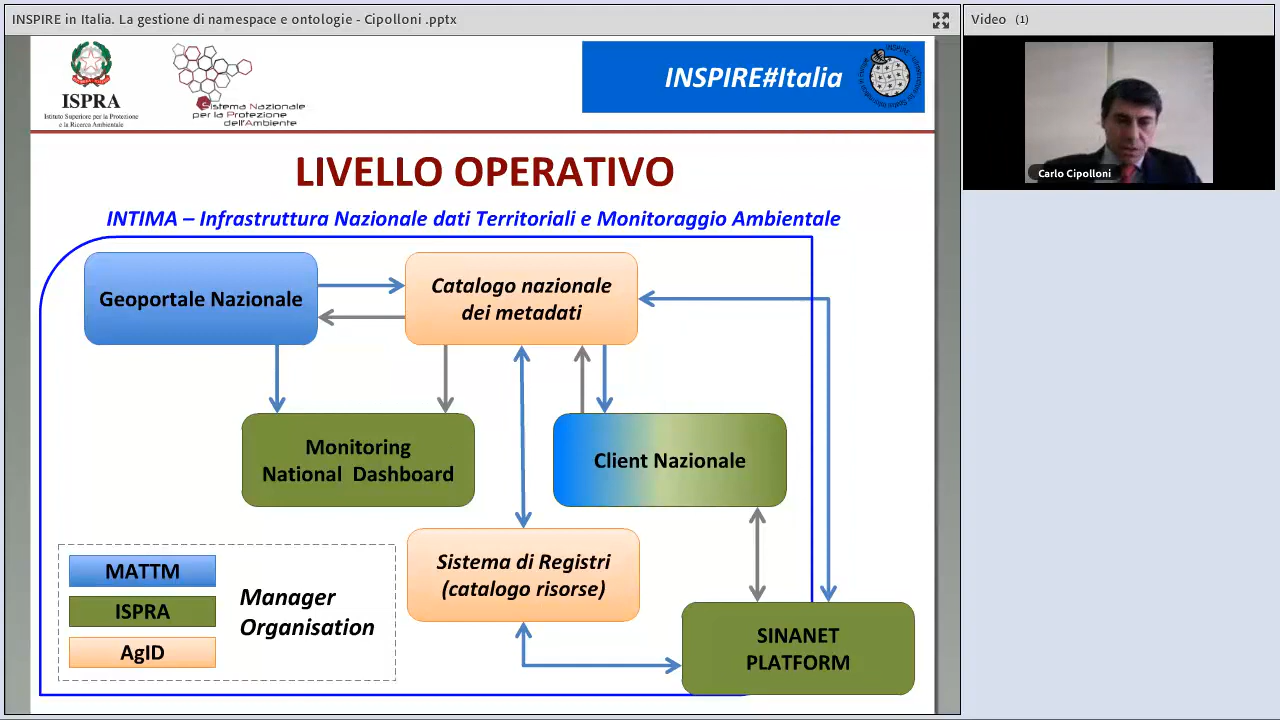 INSPIRE in Italia. La gestione di namespace e ontologie - Cipolloni .pptx
Video (1)
ISPRA
Istituto Superiore per la Protezione
e la Ricerca Ambientale
Sistema Nazionale
per la Protezione
dell'Ambiente
INSPIRE#Italia
Carlo Cipolloni
LIVELLO OPERATIVO
INTIMA – Infrastruttura Nazionale dati Territoriali e Monitoraggio Ambientale
Geoportale Nazionale
Catalogo nazionale
dei metadati
Monitoring
National Dashboard
Client Nazionale
Sistema di Registri
(catalogo risorse)
MATTM
ISPRA
AgID
Manager
Organisation
SINANET
PLATFORM